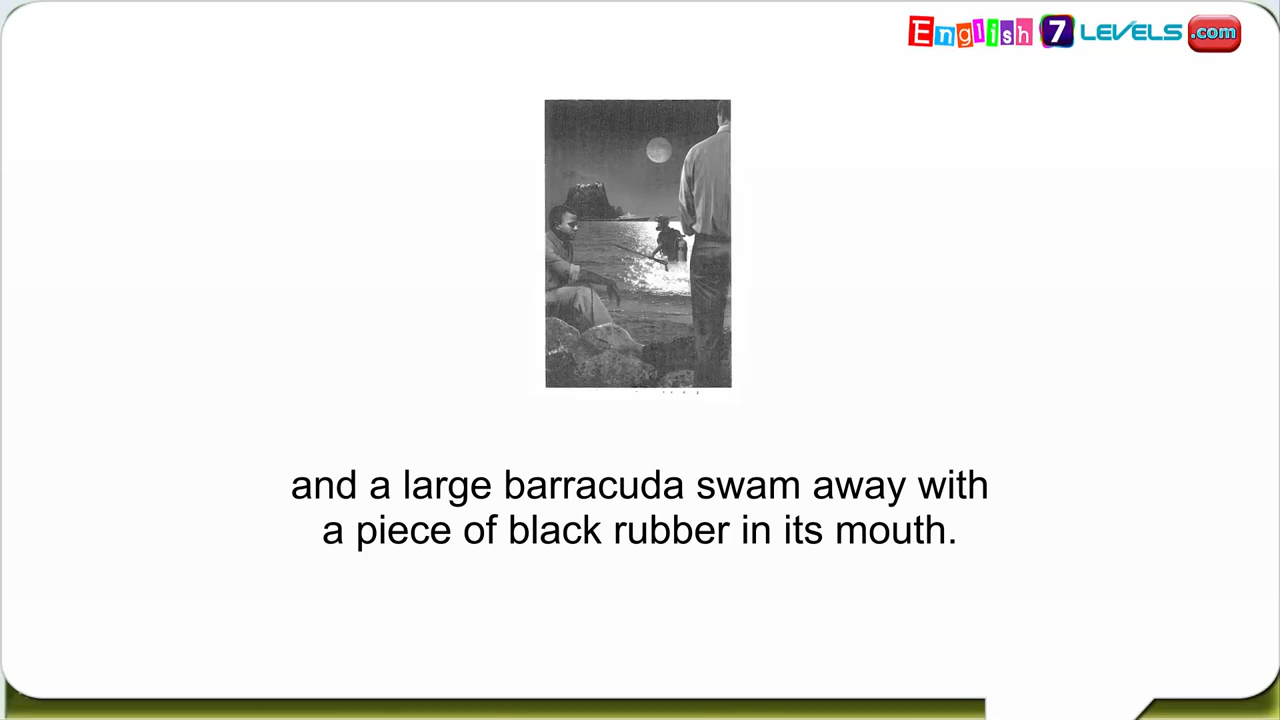 English 7 LEVELS .com
and a large barracuda swam away with
a piece of black rubber in its mouth.